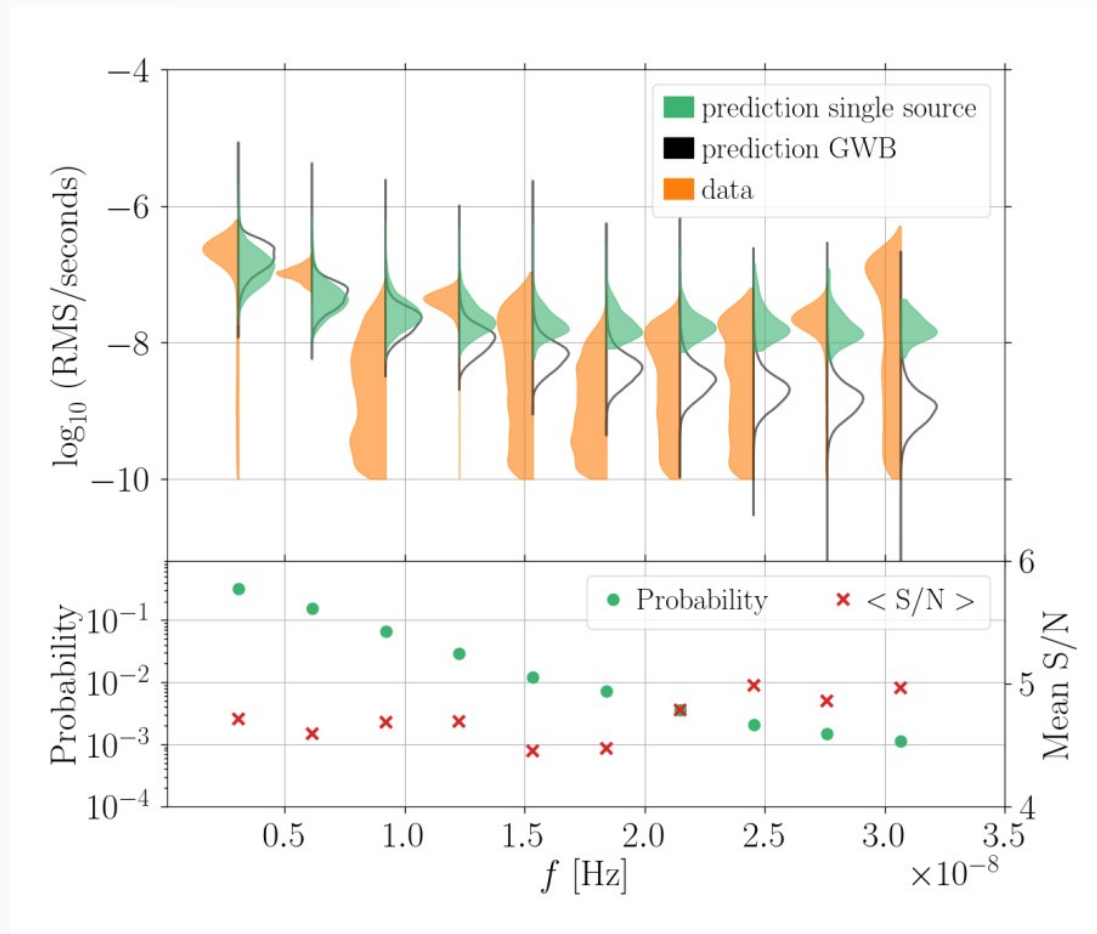 −4
−6
−8
−10
log₁₀ (RMS/seconds)
prediction single source
prediction GWB
data
10⁻¹
10⁻²
10⁻³
10⁻⁴
Probability
Probability
< S/N >
6
5
4
Mean S/N
0.5
1.0
1.5
2.0
2.5
3.0
3.5
f [Hz]
×10⁻⁸